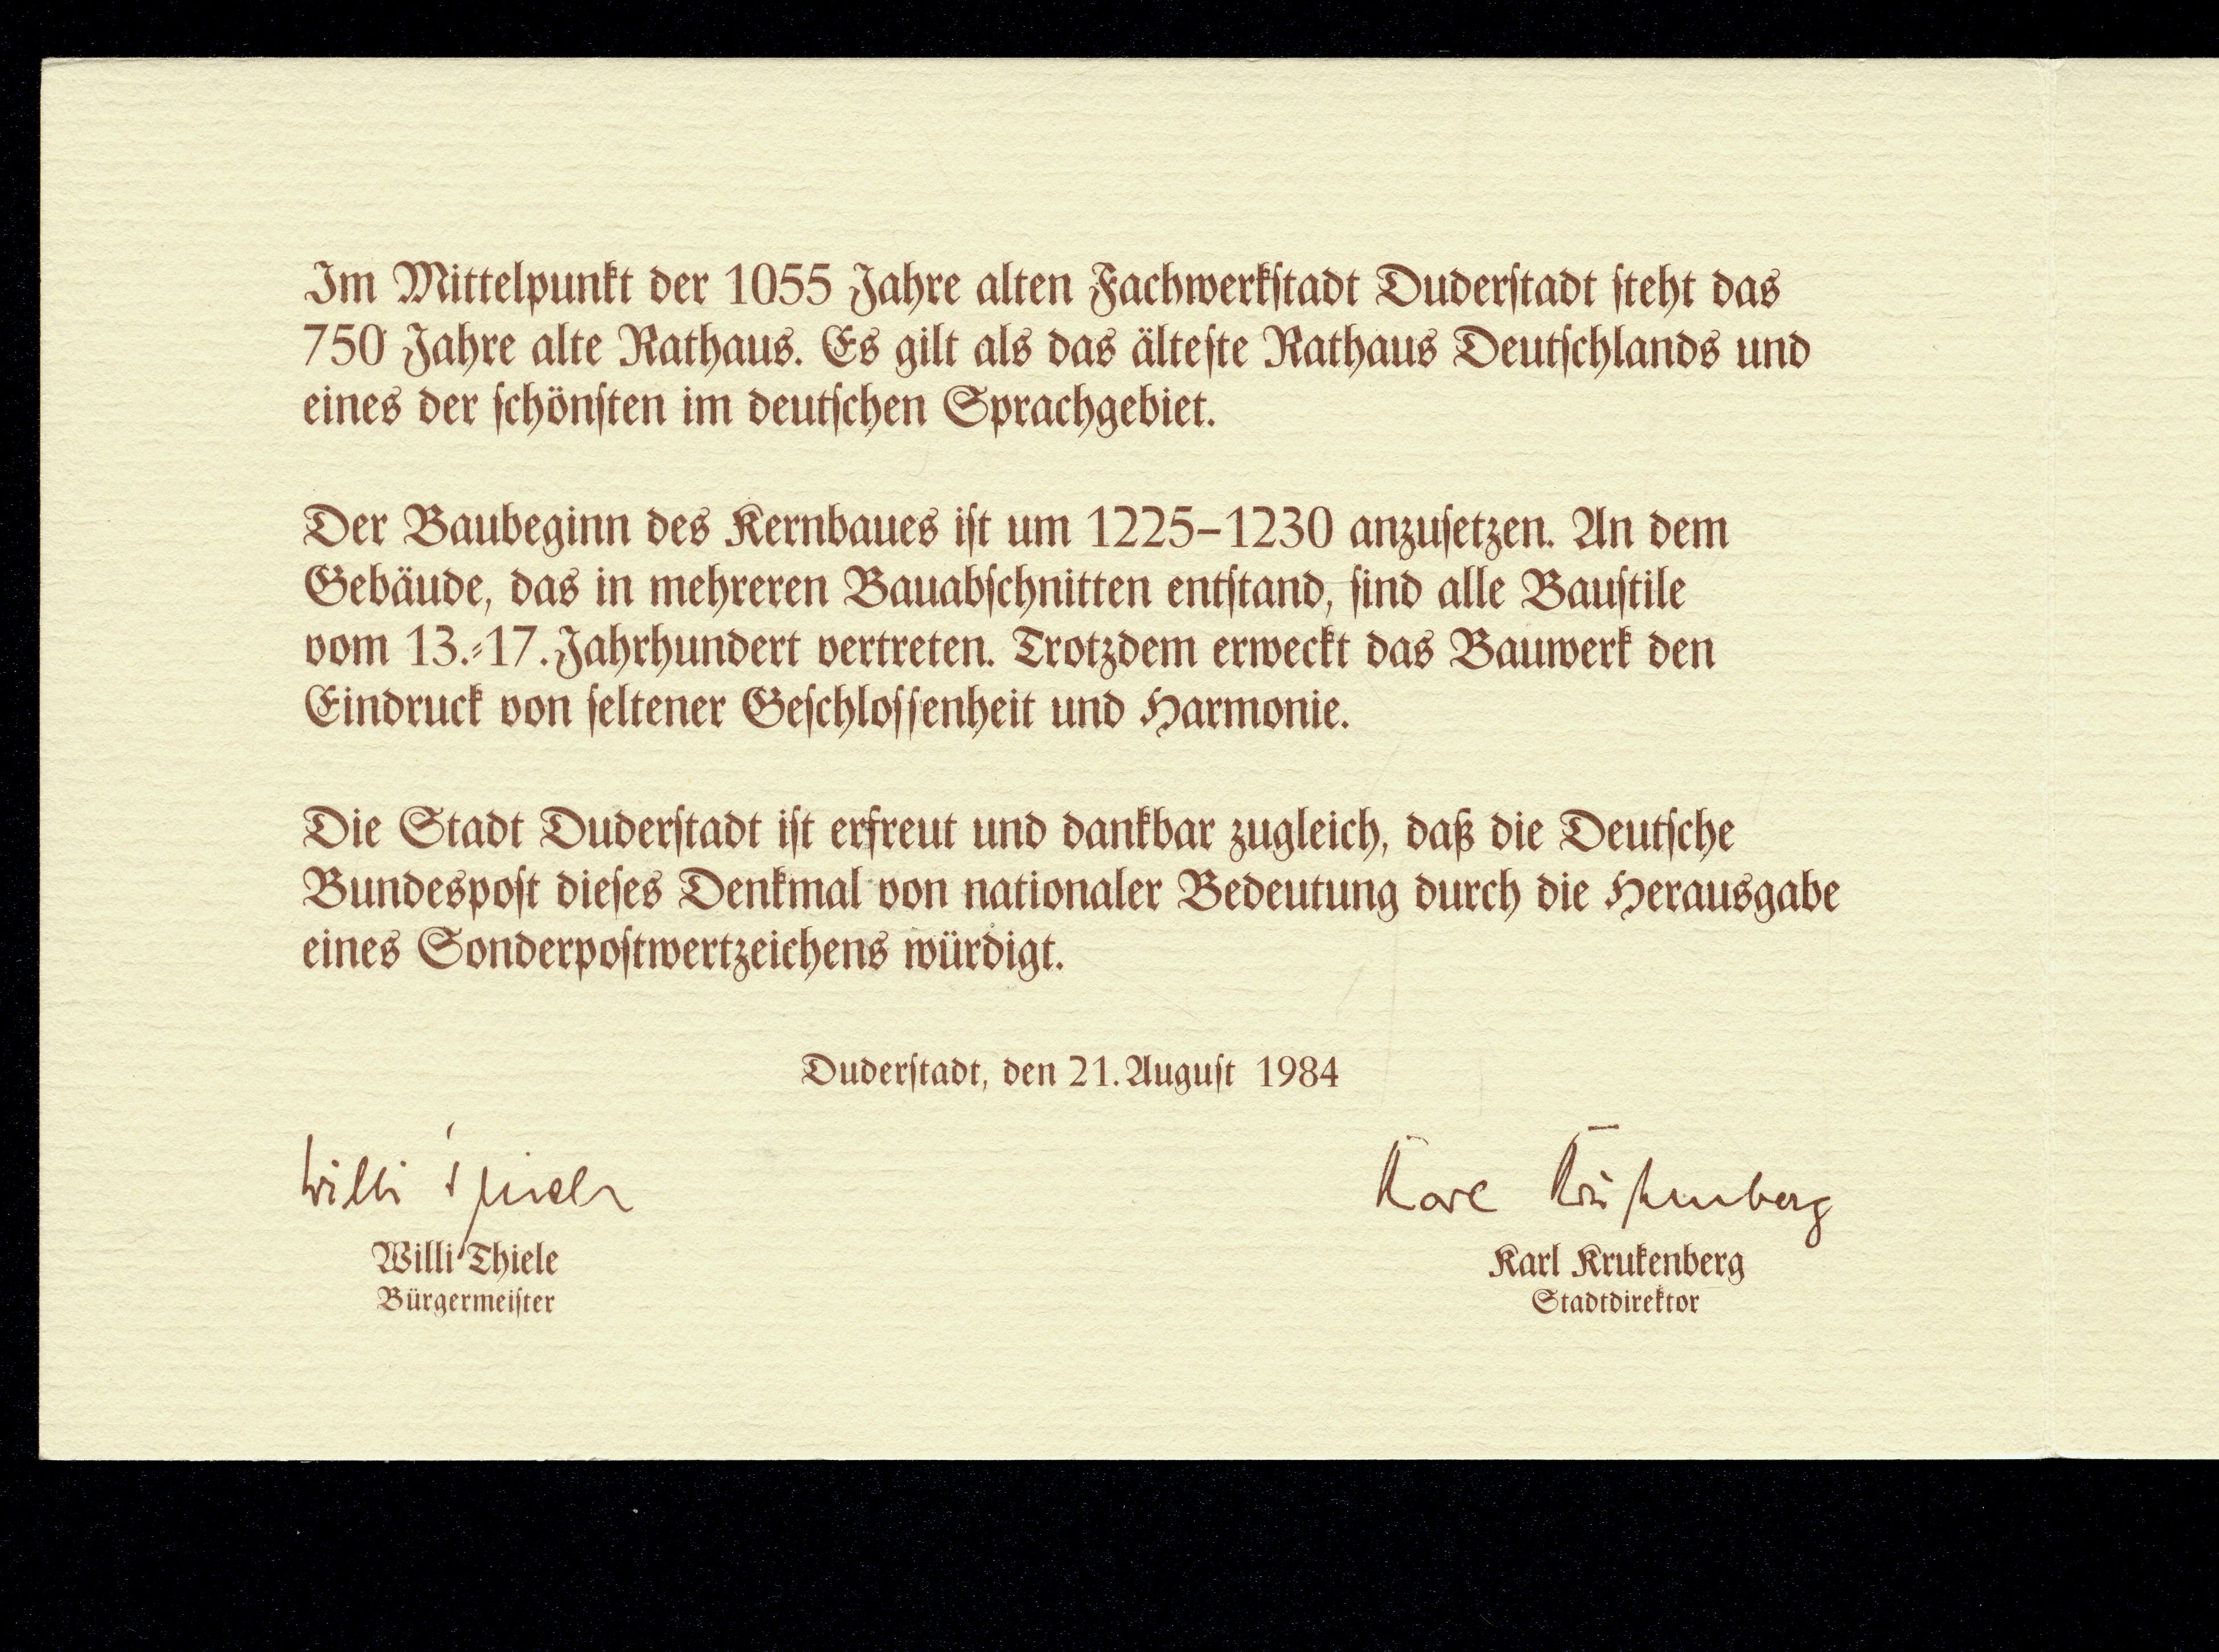 Im Mittelpunkt der 1055 Jahre alten Fachwerkſtadt Duderſtadt ſteht das
750 Jahre alte Rathaus. Es gilt als das älteſte Rathaus Deutſchlands und
eines der ſchönſten im deutſchen Sprachgebiet.
Der Baubeginn des Kernbaues iſt um 1225–1230 anzuſetzen. An dem
Gebäude, das in mehreren Bauabſchnitten entſtand, ſind alle Bauſtile
vom 13.-17. Jahrhundert vertreten. Trotzdem erweckt das Bauwerk den
Eindruck von ſeltener Geſchloſſenheit und Harmonie.
Die Stadt Duderſtadt iſt erfreut und dankbar zugleich, daß die Deutſche
Bundespoſt dieſes Denkmal von nationaler Bedeutung durch die Herausgabe
eines Sonderpoſtwertzeichens würdigt.
Duderſtadt, den 21. Auguſt 1984
Willi Thiele
Karl Krukenberg
Willi Thiele
Karl Krukenberg
Bürgermeiſter
Stadtdirektor